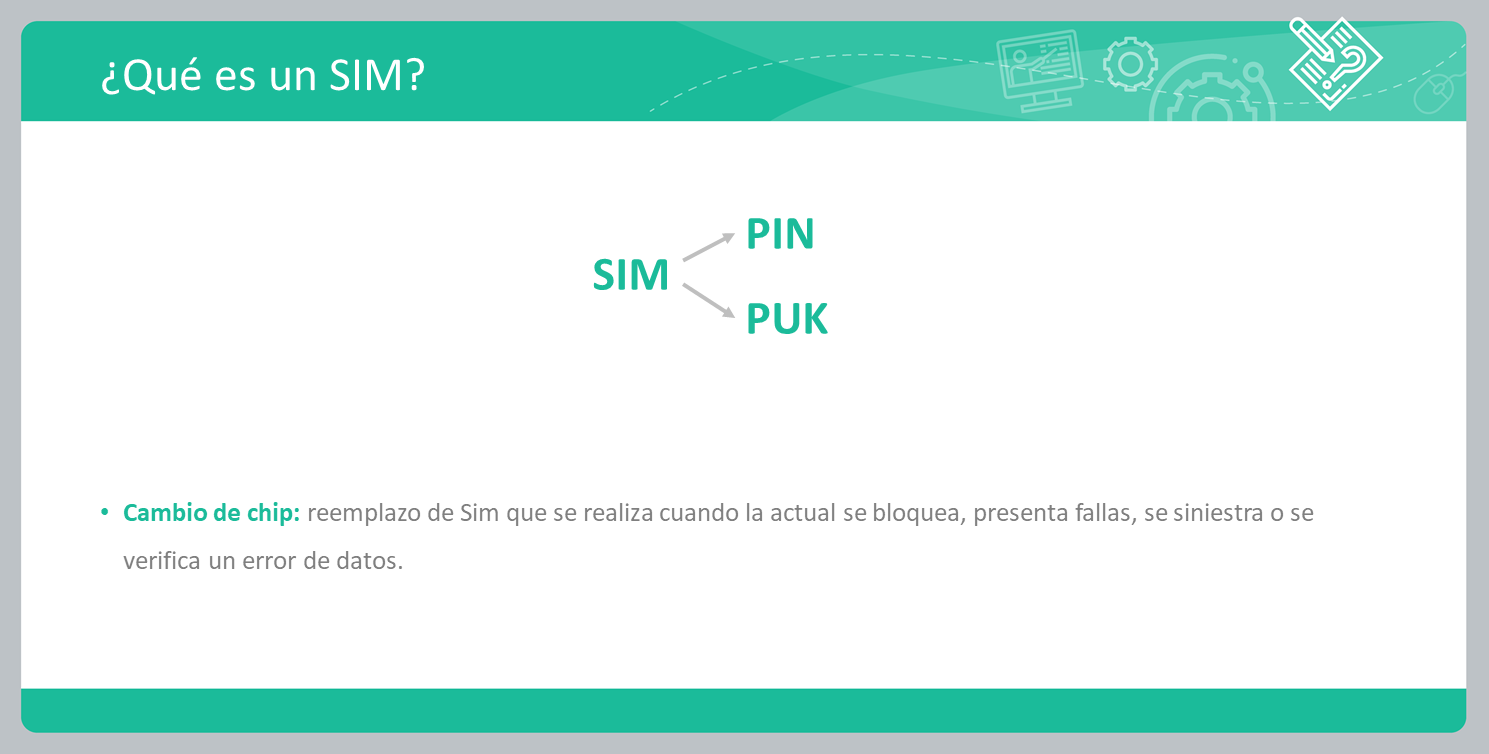 ¿Qué es un SIM?
PIN
SIM
PUK
• Cambio de chip: reemplazo de Sim que se realiza cuando la actual se bloquea, presenta fallas, se siniestra o se
verifica un error de datos.